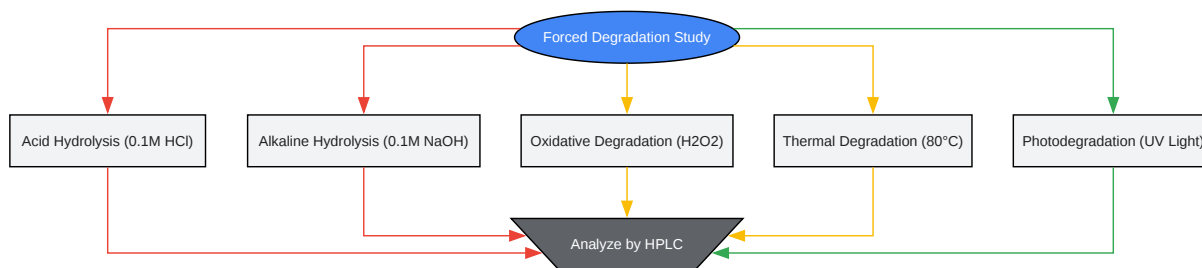 Forced Degradation Study
Acid Hydrolysis (0.1M HCl)
Alkaline Hydrolysis (0.1M NaOH)
Oxidative Degradation (H2O2)
Thermal Degradation (80°C)
Photodegradation (UV Light)
Analyze by HPLC